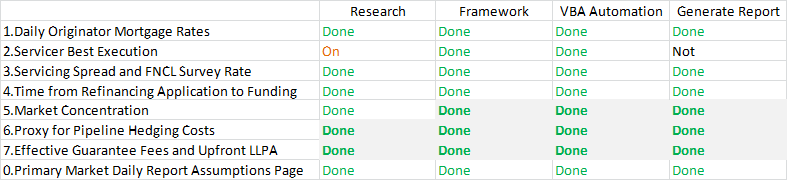 Research Framework VBA Automation Generate Report
1.Daily Originator Mortgage Rates Done Done Done Done
2.Servicer Best Execution On Done Done Not
3.Servicing Spread and FNCL Survey Rate Done Done Done Done
4.Time from Refinancing Application to Funding Done Done Done Done
5.Market Concentration Done Done Done Done
6.Proxy for Pipeline Hedging Costs Done Done Done Done
7.Effective Guarantee Fees and Upfront LLPA Done Done Done Done
0.Primary Market Daily Report Assumptions Page Done Done Done Done